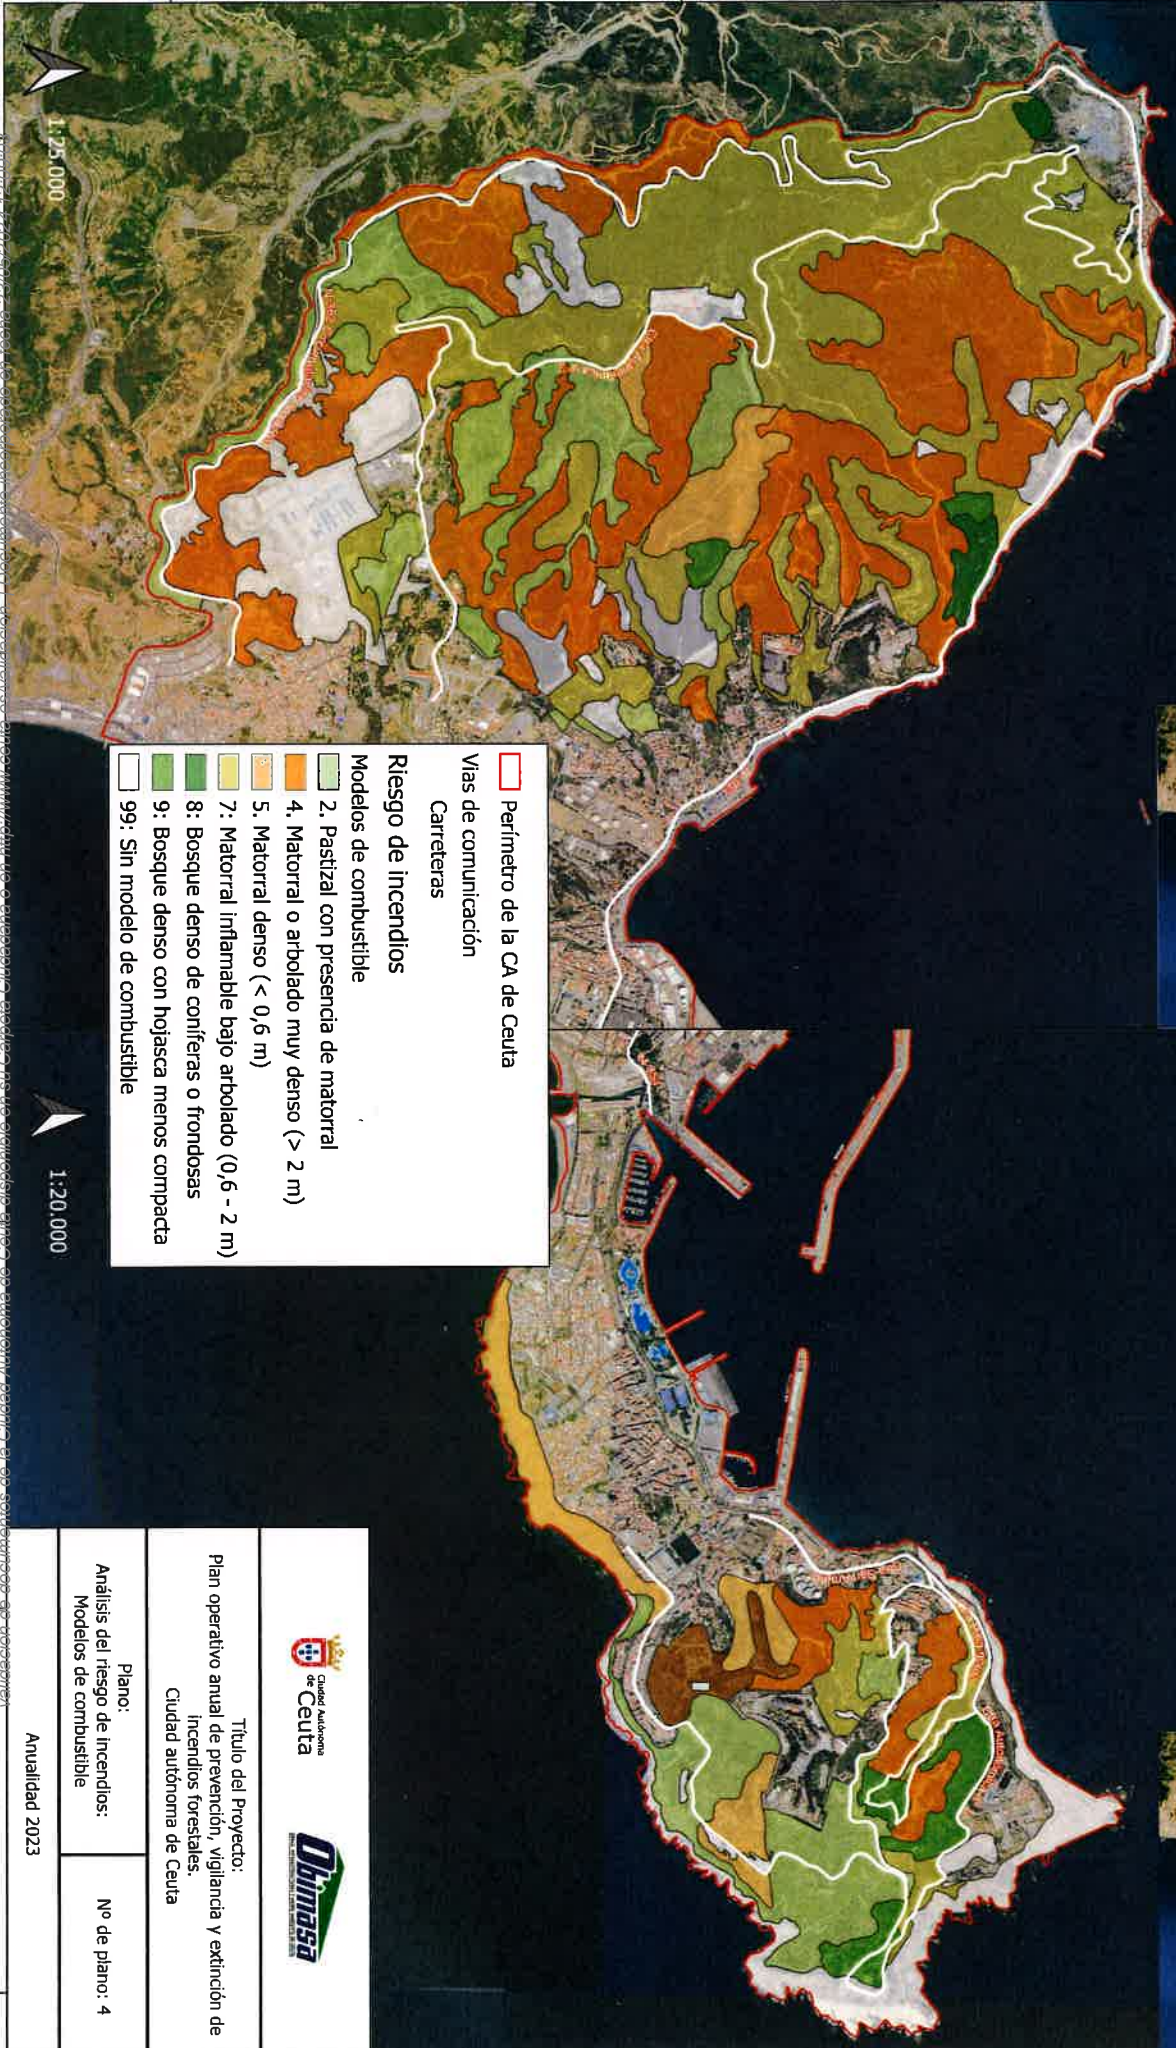 1:25.000
Perímetro de la CA de Ceuta
Vias de comunicación
Carreteras
Riesgo de incendios
Modelos de combustible
2. Pastizal con presencia de matorral
4. Matorral o arbolado muy denso (> 2 m)
5. Matorral denso (< 0,6 m)
7: Matorral inflamable bajo arbolado (0,6 - 2 m)
8: Bosque denso de coníferas o frondosas
9: Bosque denso con hojasca menos compacta
99: Sin modelo de combustible
1:20.000
Ciudad Autónoma
de Ceuta
Obimasa
Título del Proyecto:
Plan operativo anual de prevención, vigilancia y extinción de
incendios forestales.
Ciudad autónoma de Ceuta
Plano:
Análisis del riesgo de incendios:
Modelos de combustible
Nº de plano: 4
Anualidad 2023